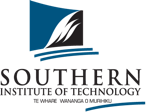 SOUTHERN
INSTITUTE OF TECHNOLOGY
TE WHARE WANANGA O MURIHIKU